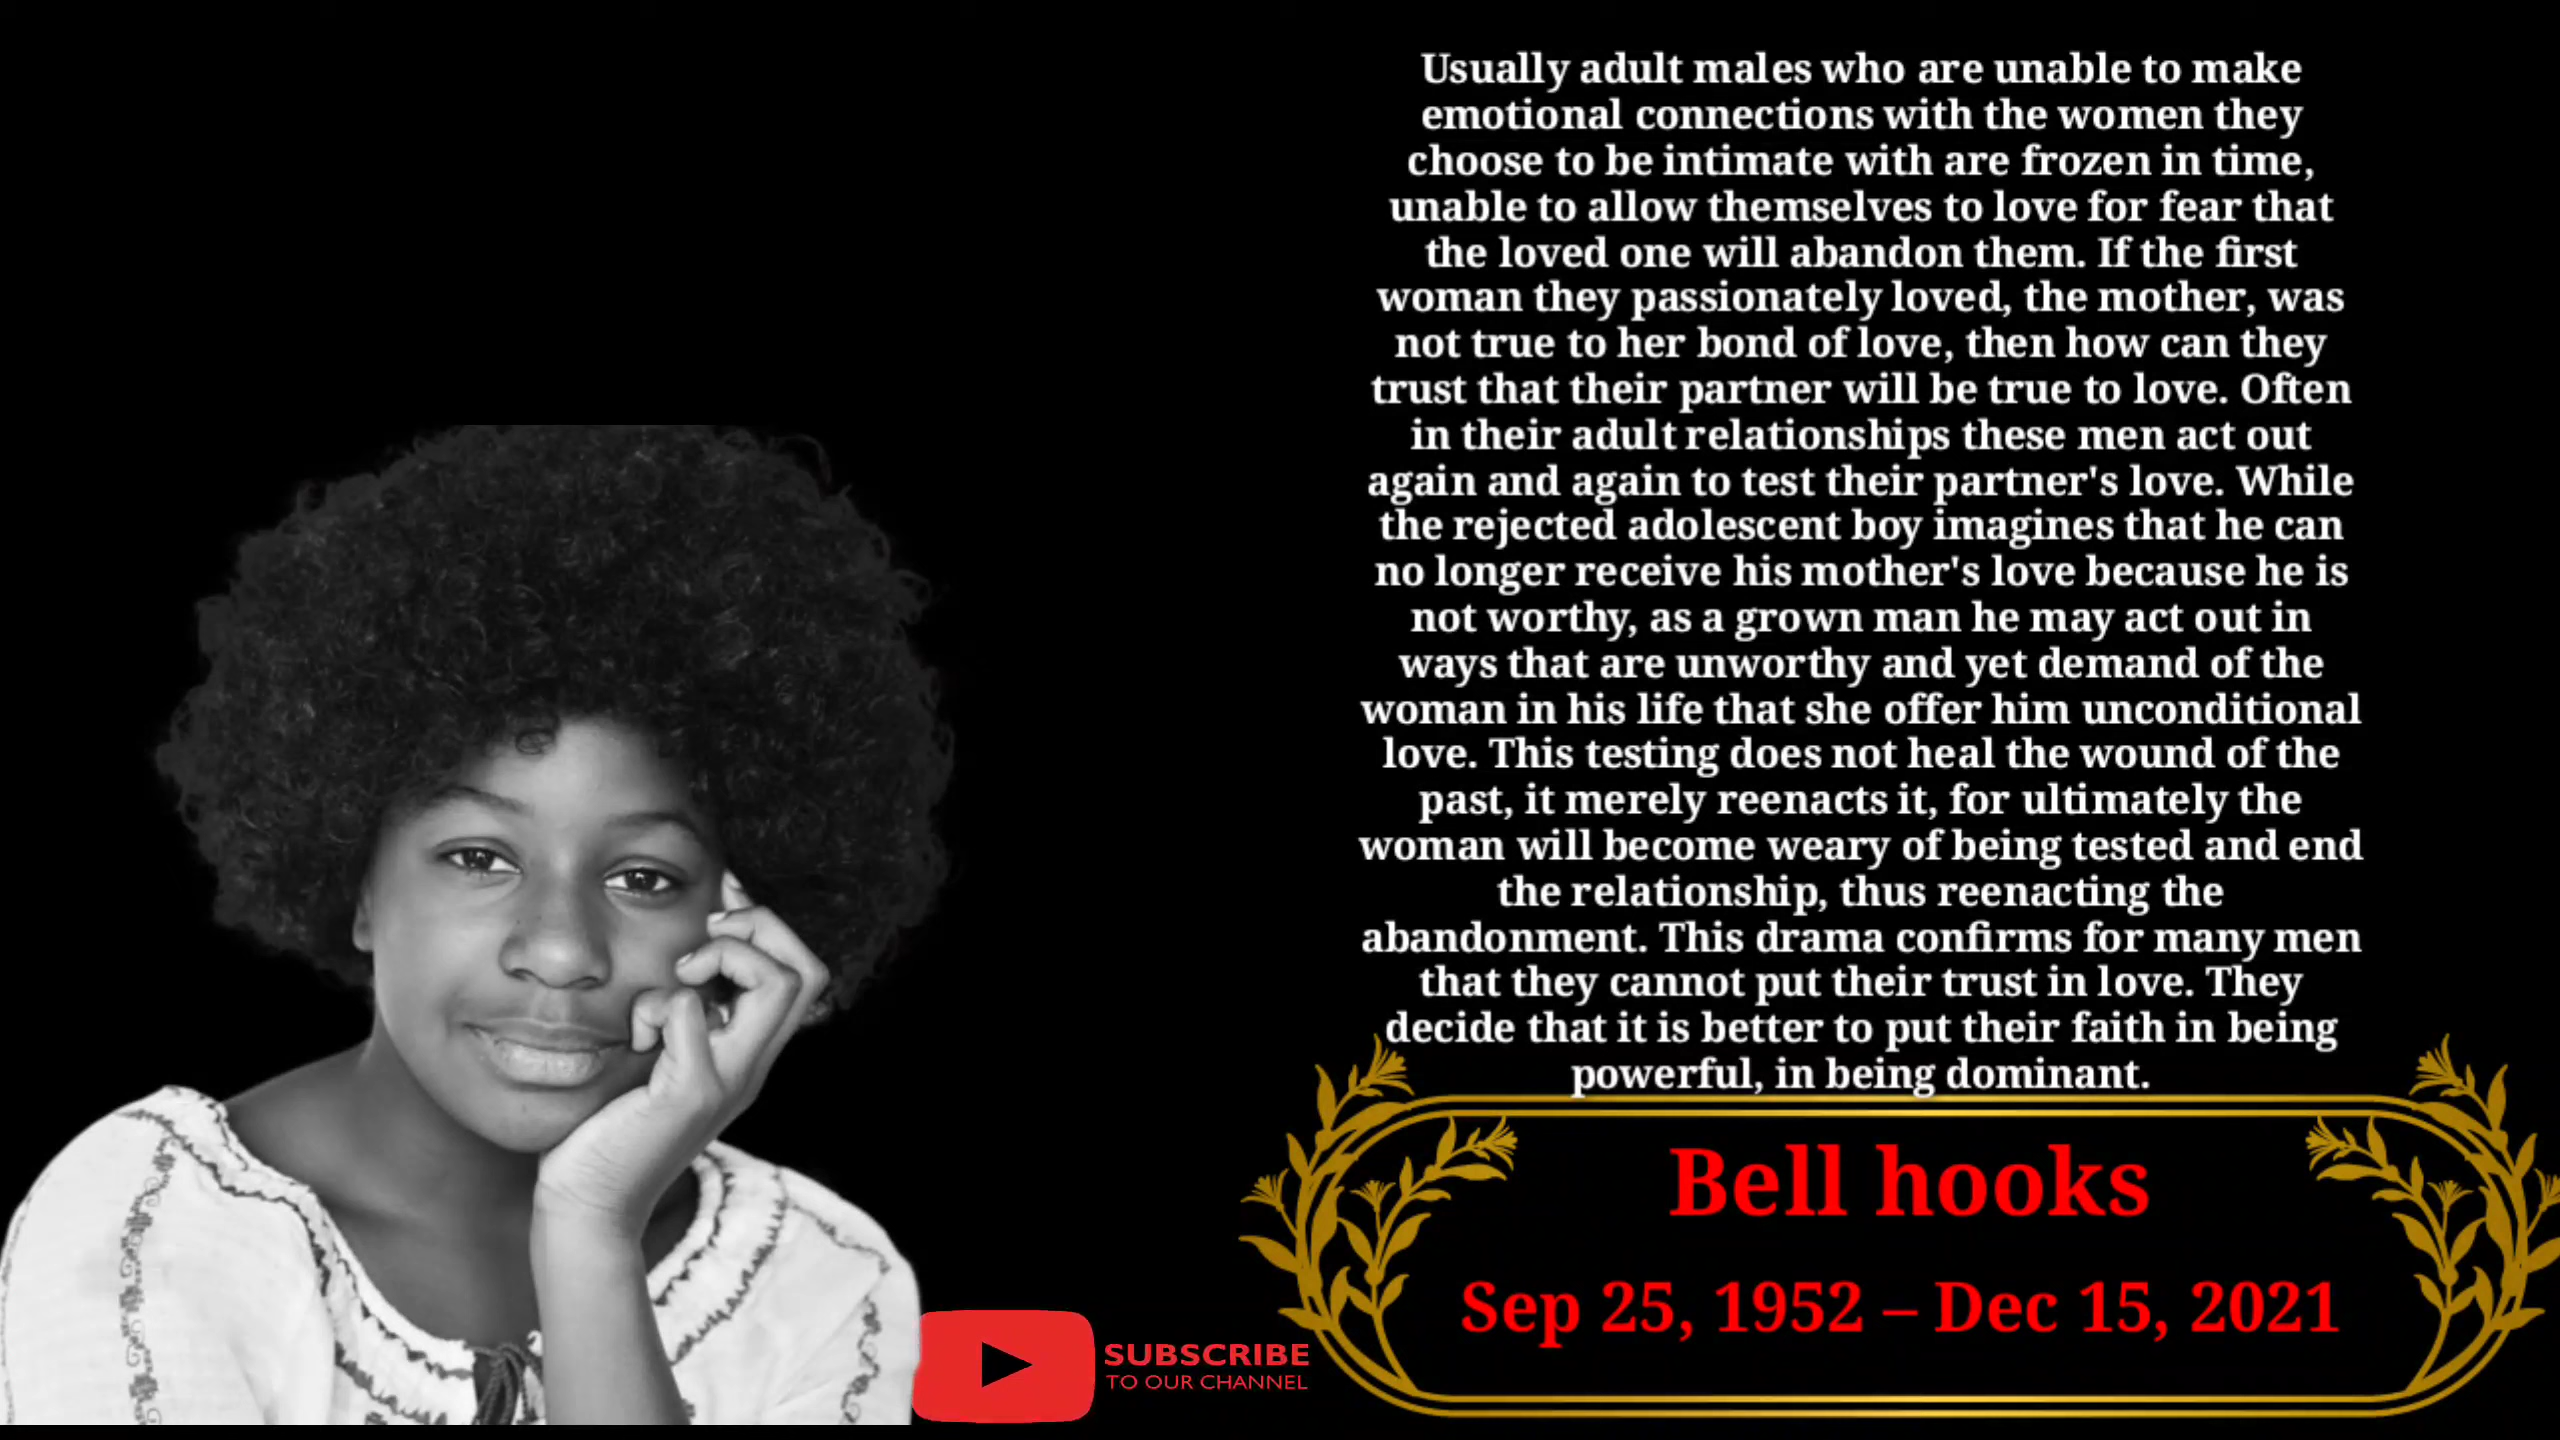 Usually adult males who are unable to make
emotional connections with the women they
choose to be intimate with are frozen in time,
unable to allow themselves to love for fear that
the loved one will abandon them. If the first
woman they passionately loved, the mother, was
not true to her bond of love, then how can they
trust that their partner will be true to love. Often
in their adult relationships these men act out
again and again to test their partner's love. While
the rejected adolescent boy imagines that he can
no longer receive his mother's love because he is
not worthy, as a grown man he may act out in
ways that are unworthy and yet demand of the
woman in his life that she offer him unconditional
love. This testing does not heal the wound of the
past, it merely reenacts it, for ultimately the
woman will become weary of being tested and end
the relationship, thus reenacting the
abandonment. This drama confirms for many men
that they cannot put their trust in love. They
decide that it is better to put their faith in being
powerful, in being dominant.
Bell hooks
Sep 25, 1952 – Dec 15, 2021
SUBSCRIBE
TO OUR CHANNEL